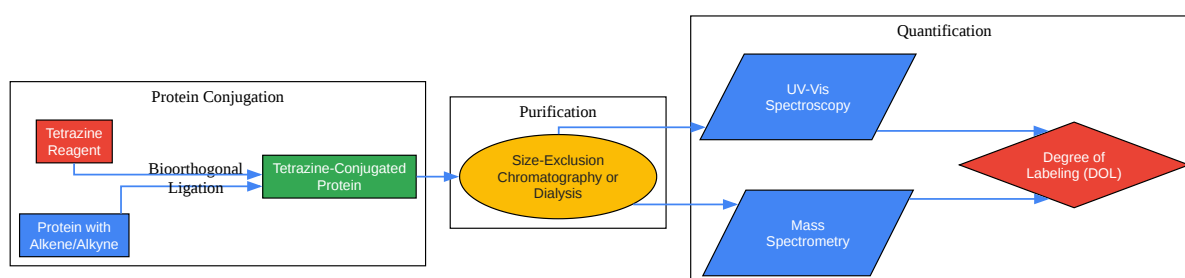 Protein Conjugation
Tetrazine
Reagent
Bioorthogonal
Ligation
Protein with
Alkene/Alkyne
Tetrazine-Conjugated
Protein
Purification
Size-Exclusion
Chromatography or
Dialysis
Quantification
UV-Vis
Spectroscopy
Mass
Spectrometry
Degree of
Labeling (DOL)